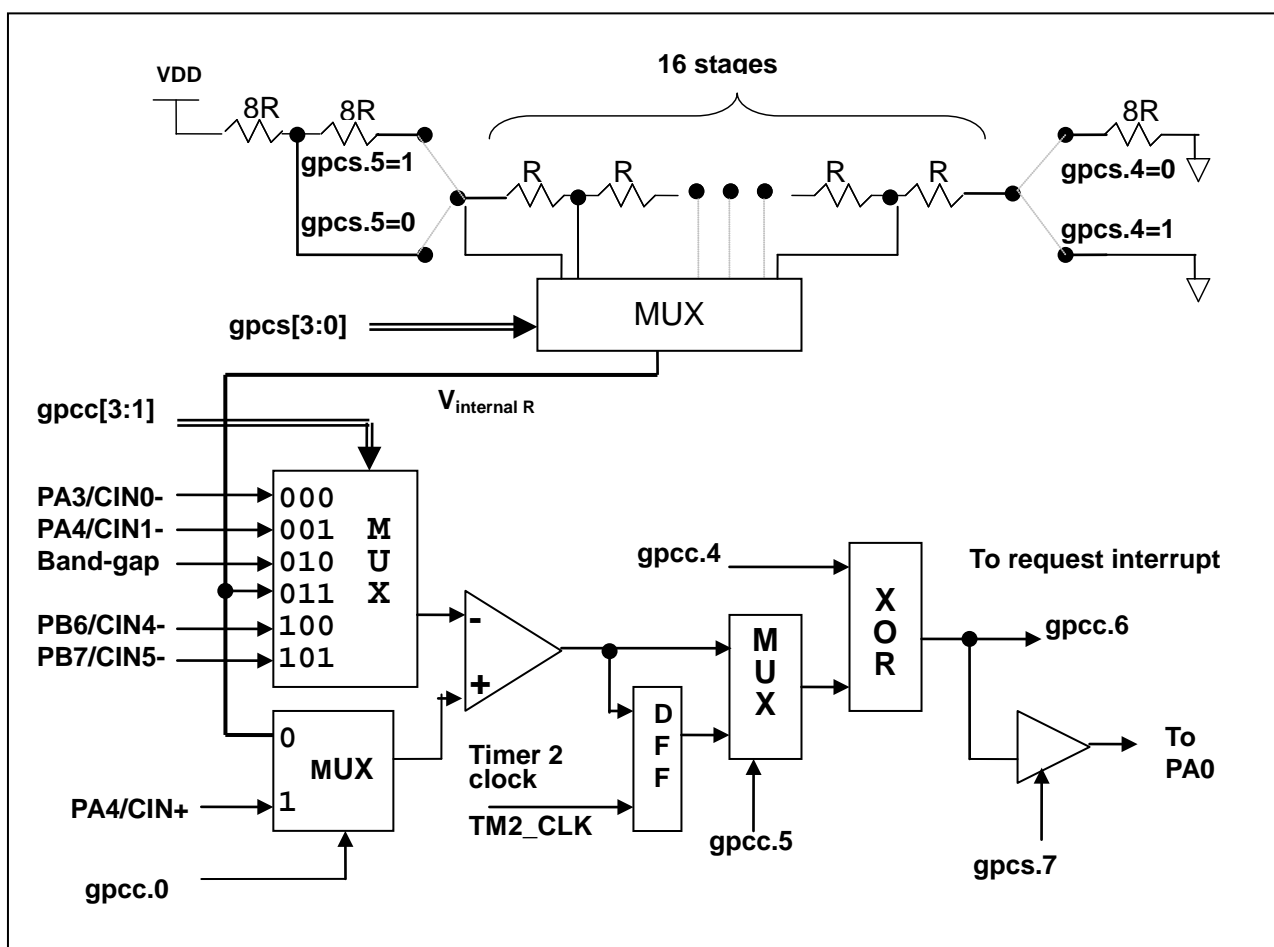 16 stages
VDD
8R
8R
8R
gpcs.5=1
gpcs.4=0
R
R
R
R
gpcs.5=0
gpcs.4=1
MUX
gpcs[3:0]
Vinternal R
gpcc[3:1]
PA3/CIN0-
000
PA4/CIN1-
001
Band-gap
010
011
PB6/CIN4-
100
PB7/CIN5-
101
M
U
X
-
+
gpcc.4
To request interrupt
X
O
R
gpcc.6
M
U
X
D
F
F
0
MUX
1
PA4/CIN+
gpcc.0
Timer 2
clock
TM2_CLK
gpcc.5
To
PA0
gpcs.7